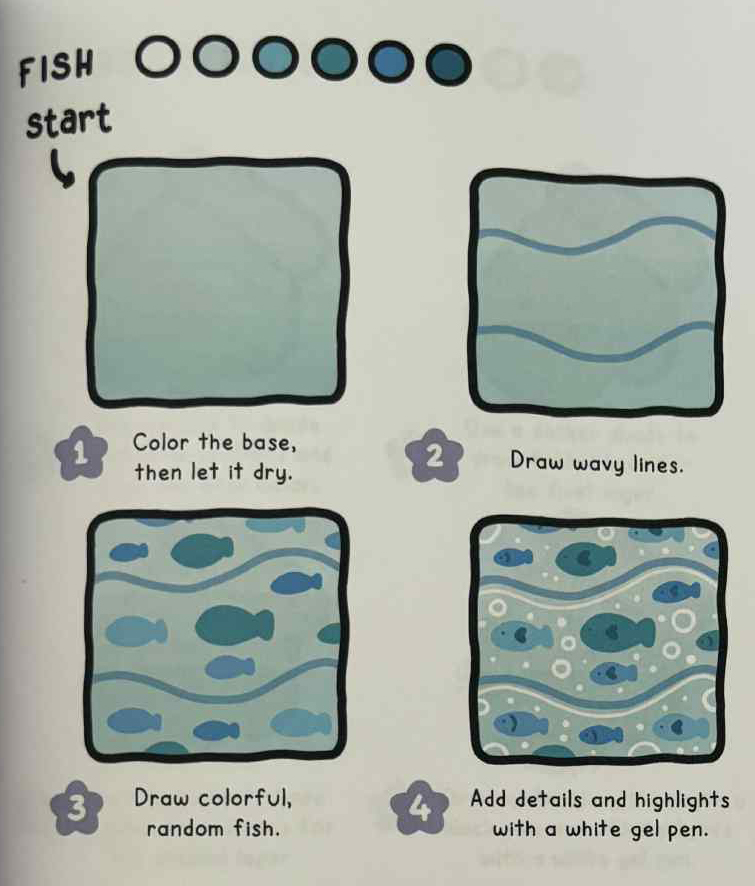 FISH
start
1
Color the base,
then let it dry.
2
Draw wavy lines.
3
Draw colorful,
random fish.
4
Add details and highlights
with a white gel pen.